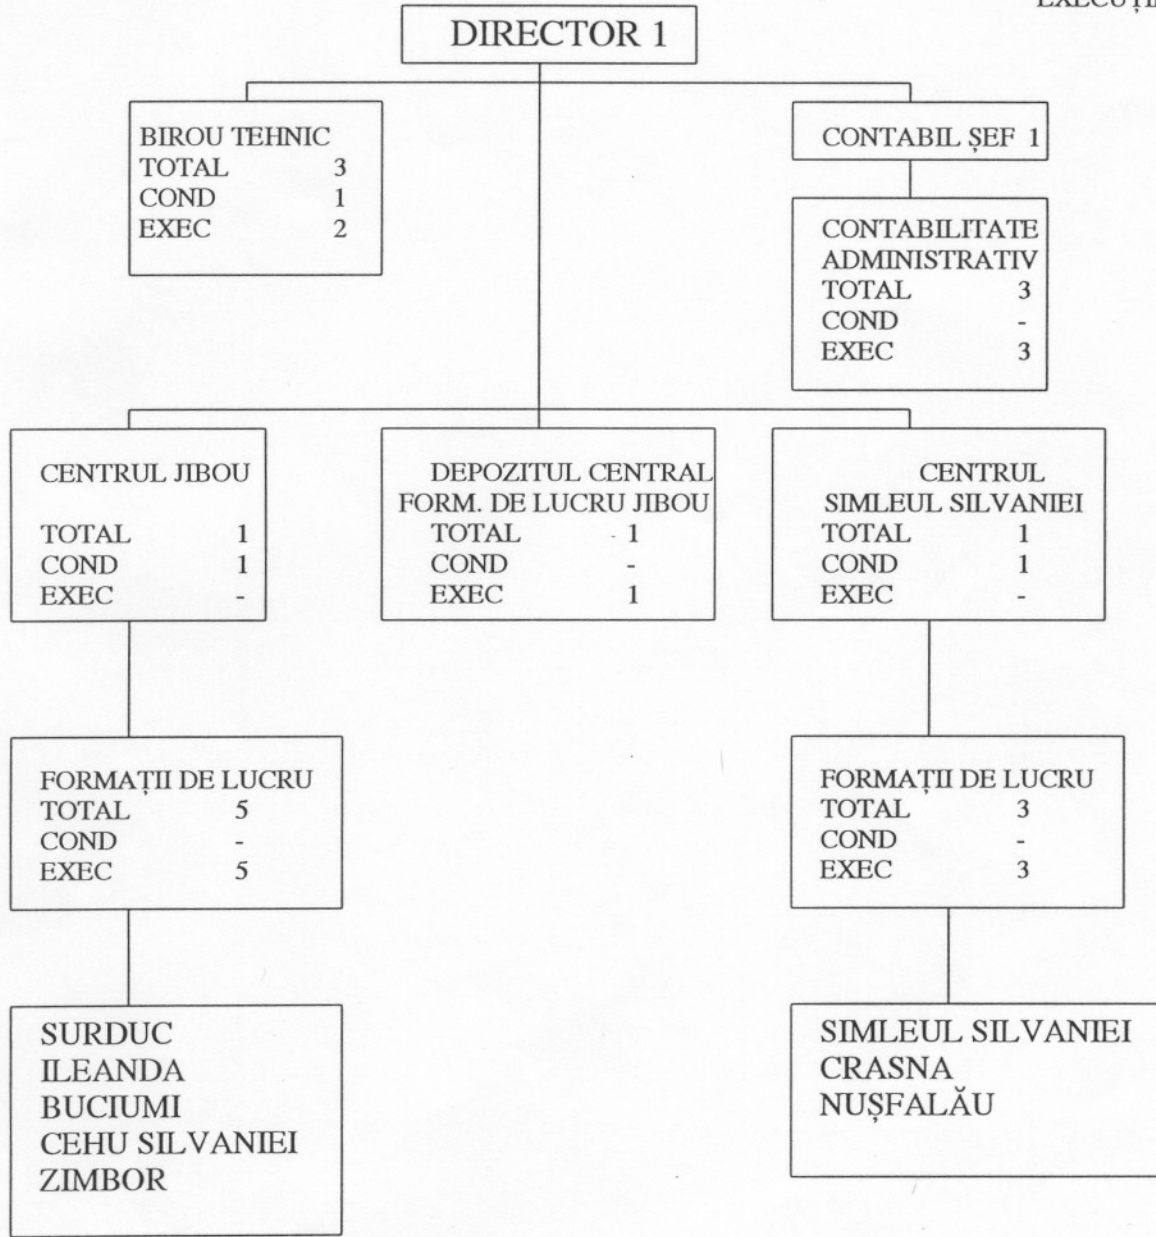 DIRECTOR 1
BIROU TEHNIC
TOTAL 3
COND 1
EXEC 2
CONTABIL ȘEF 1
CONTABILITATE
ADMINISTRATIV
TOTAL 3
COND -
EXEC 3
CENTRUL JIBOU
TOTAL 1
COND 1
EXEC -
DEPOZITUL CENTRAL
FORM. DE LUCRU JIBOU
TOTAL 1
COND -
EXEC 1
CENTRUL
SIMLEUL SILVANIEI
TOTAL 1
COND 1
EXEC -
FORMAȚII DE LUCRU
TOTAL 5
COND -
EXEC 5
FORMAȚII DE LUCRU
TOTAL 3
COND -
EXEC 3
SURDUC
ILEANDA
BUCIUMI
CEHU SILVANIEI
ZIMBOR
SIMLEUL SILVANIEI
CRASNA
NUȘFALĂU